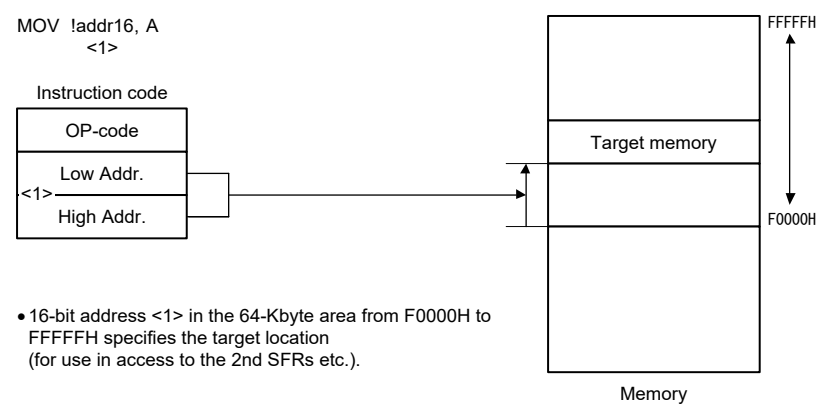 MOV !addr16, A
<1>
Instruction code
OP-code
Low Addr.
<1>
High Addr.
• 16-bit address <1> in the 64-Kbyte area from F0000H to
FFFFFH specifies the target location
(for use in access to the 2nd SFRs etc.).
FFFFFH
Target memory
F0000H
Memory